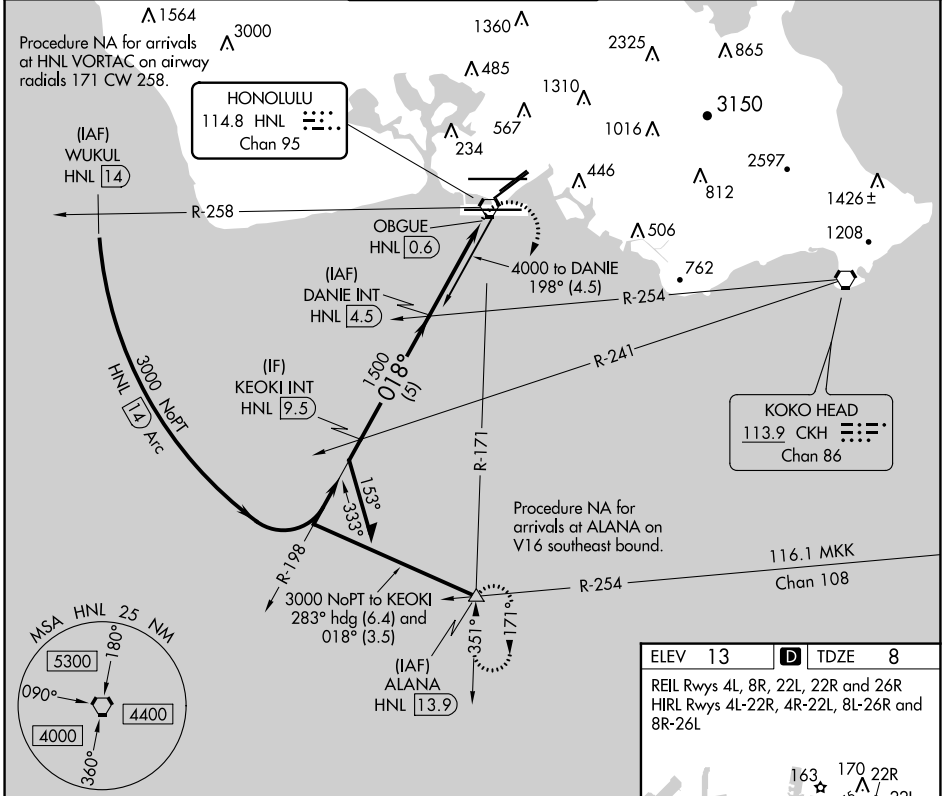 1564
3000
1360
2325
865
Procedure NA for arrivals
at HNL VORTAC on airway
radials 171 CW 258.
485
1310
3150
HONOLULU
114.8 HNL
Chan 95
567
1016
234
(IAF)
WUKUL
HNL 14
446
2597
812
1426 ±
R-258
OBGUE
HNL 0.6
506
1208
4000 to DANIE
198° (4.5)
762
(IAF)
DANIE INT
HNL 4.5
R-254
R-241
3000 NoPT
HNL 14 Arc
1500
018°
(5)
(IF)
KEOKI INT
HNL 9.5
R-171
KOKO HEAD
113.9 CKH
Chan 86
153°
333°
Procedure NA for
arrivals at ALANA on
V16 southeast bound.
R-198
116.1 MKK
Chan 108
R-254
3000 NoPT to KEOKI
283° hdg (6.4) and
018° (3.5)
351°
171°
(IAF)
ALANA
HNL 13.9
MSA HNL 25 NM
180°
5300
090°
4400
4000
360°
ELEV 13 D TDZE 8
REIL Rwys 4L, 8R, 22L, 22R and 26R
HIRL Rwys 4L-22R, 4R-22L, 8L-26R and
8R-26L
163
170
22R
22L